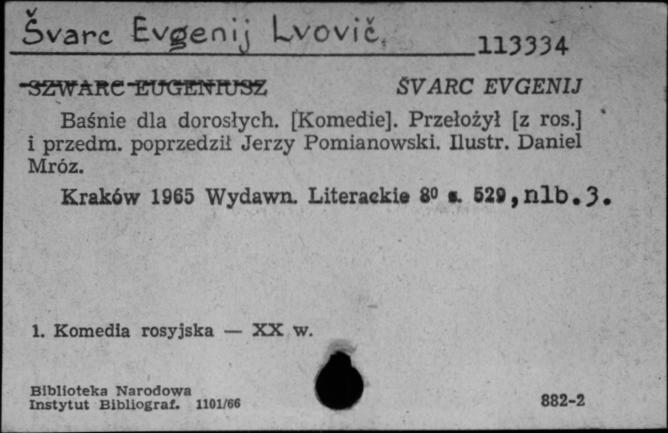 Švarc Evgenij Lvovič.
113334
SZWARC EUGENIUSZ ŠVARC EVGENIJ
Baśnie dla dorosłych. [Komedie]. Przełożył [z ros.]
i przedm. poprzedził Jerzy Pomianowski. Ilustr. Daniel
Mróz.
Kraków 1965 Wydawn. Literackie 8⁰ s. 529, nlb. 3.
1. Komedia rosyjska — XX w.
Biblioteka Narodowa
Instytut Bibliograf. 1101/66
882-2